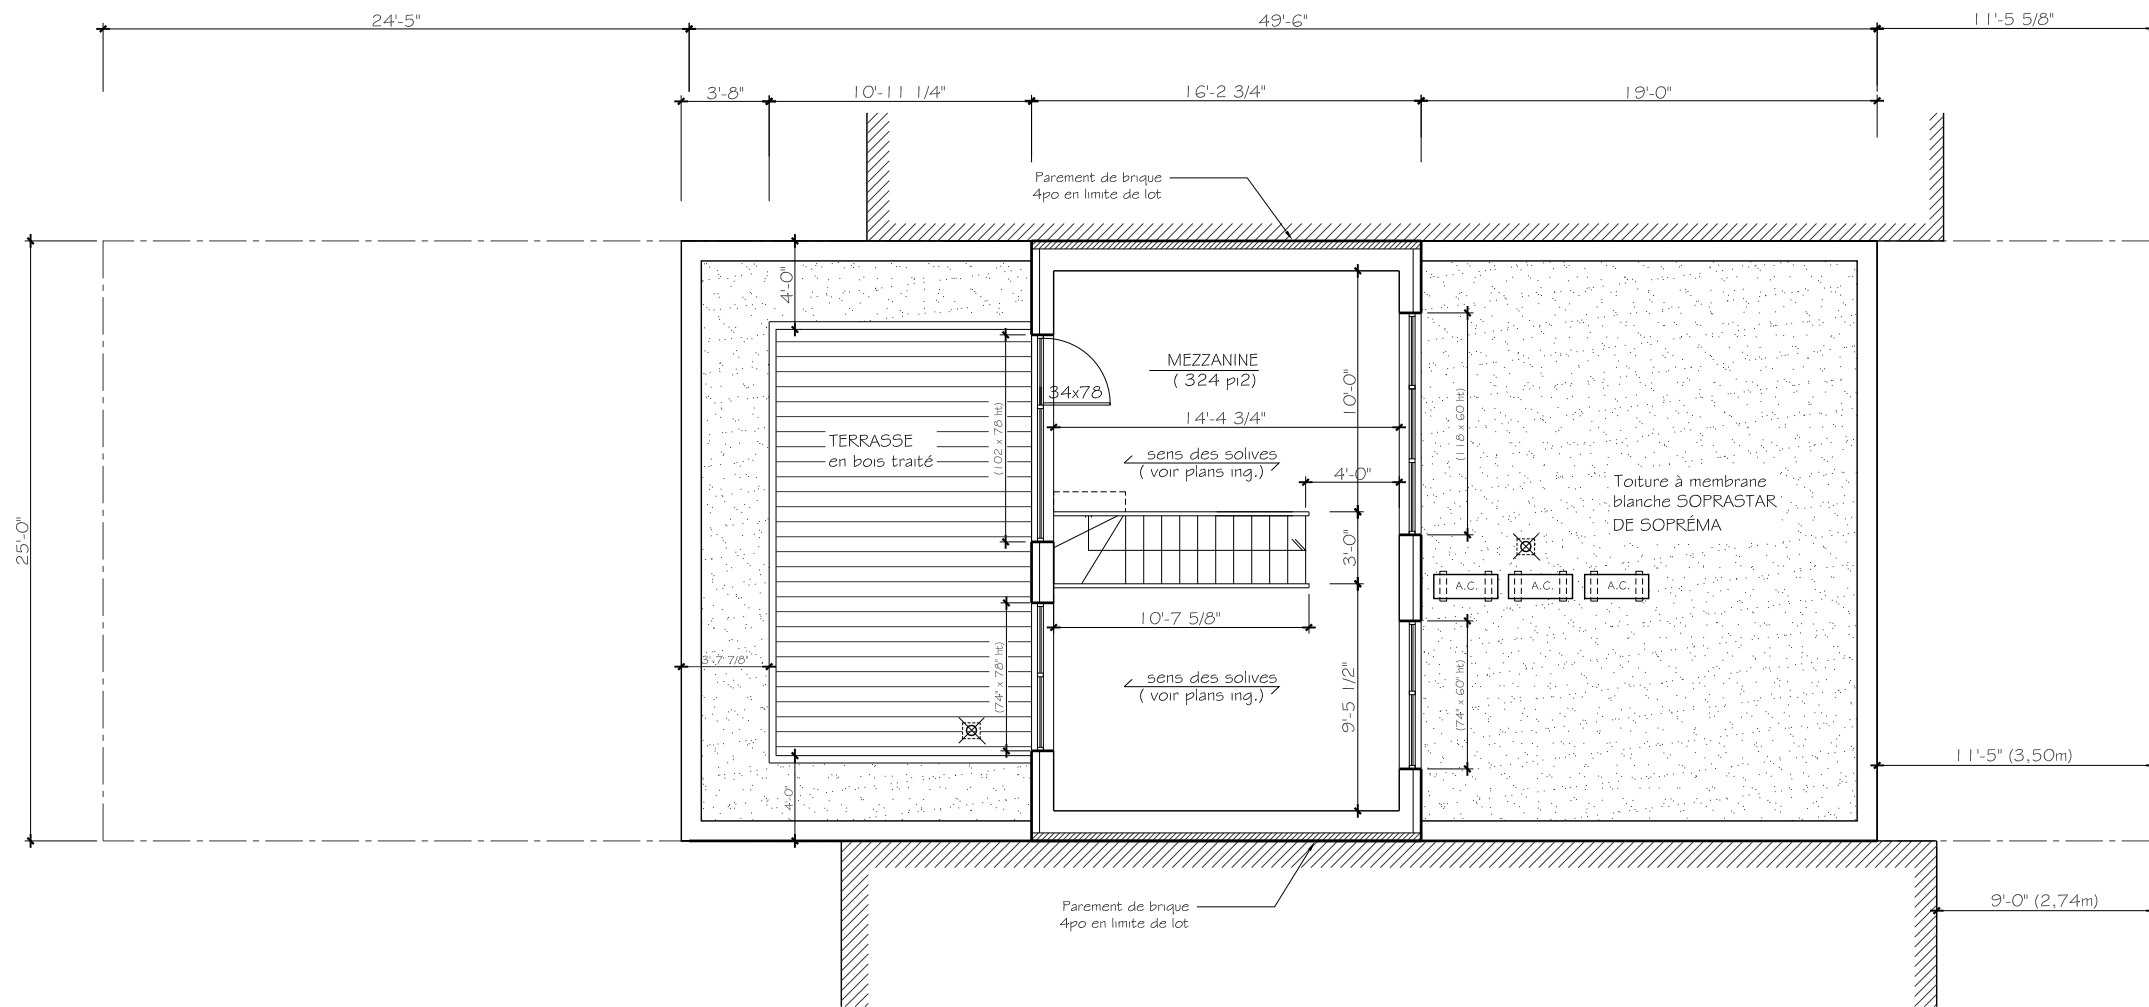 24'-5"
49'-6"
11'-5 5/8"
3'-8"
10'-11 1/4"
16'-2 3/4"
19'-0"
Parement de brique
4po en limite de lot
4'-0"
MEZZANINE
( 324 pi2)
34x78
10'-0"
14'-4 3/4"
(102 x 78 ht)
(118 x 60 ht)
TERRASSE
en bois traité
sens des solives
( voir plans ing.)
4'-0"
Toiture à membrane
blanche SOPRASTAR
DE SOPRÉMA
25'-0"
3'-0"
A.C.
A.C.
A.C.
10'-7 5/8"
3'-7 7/8"
(74" x 78" ht)
sens des solives
( voir plans ing.)
9'-5 1/2"
(74" x 60" ht)
11'-5" (3,50m)
4'-0"
Parement de brique
4po en limite de lot
9'-0" (2,74m)